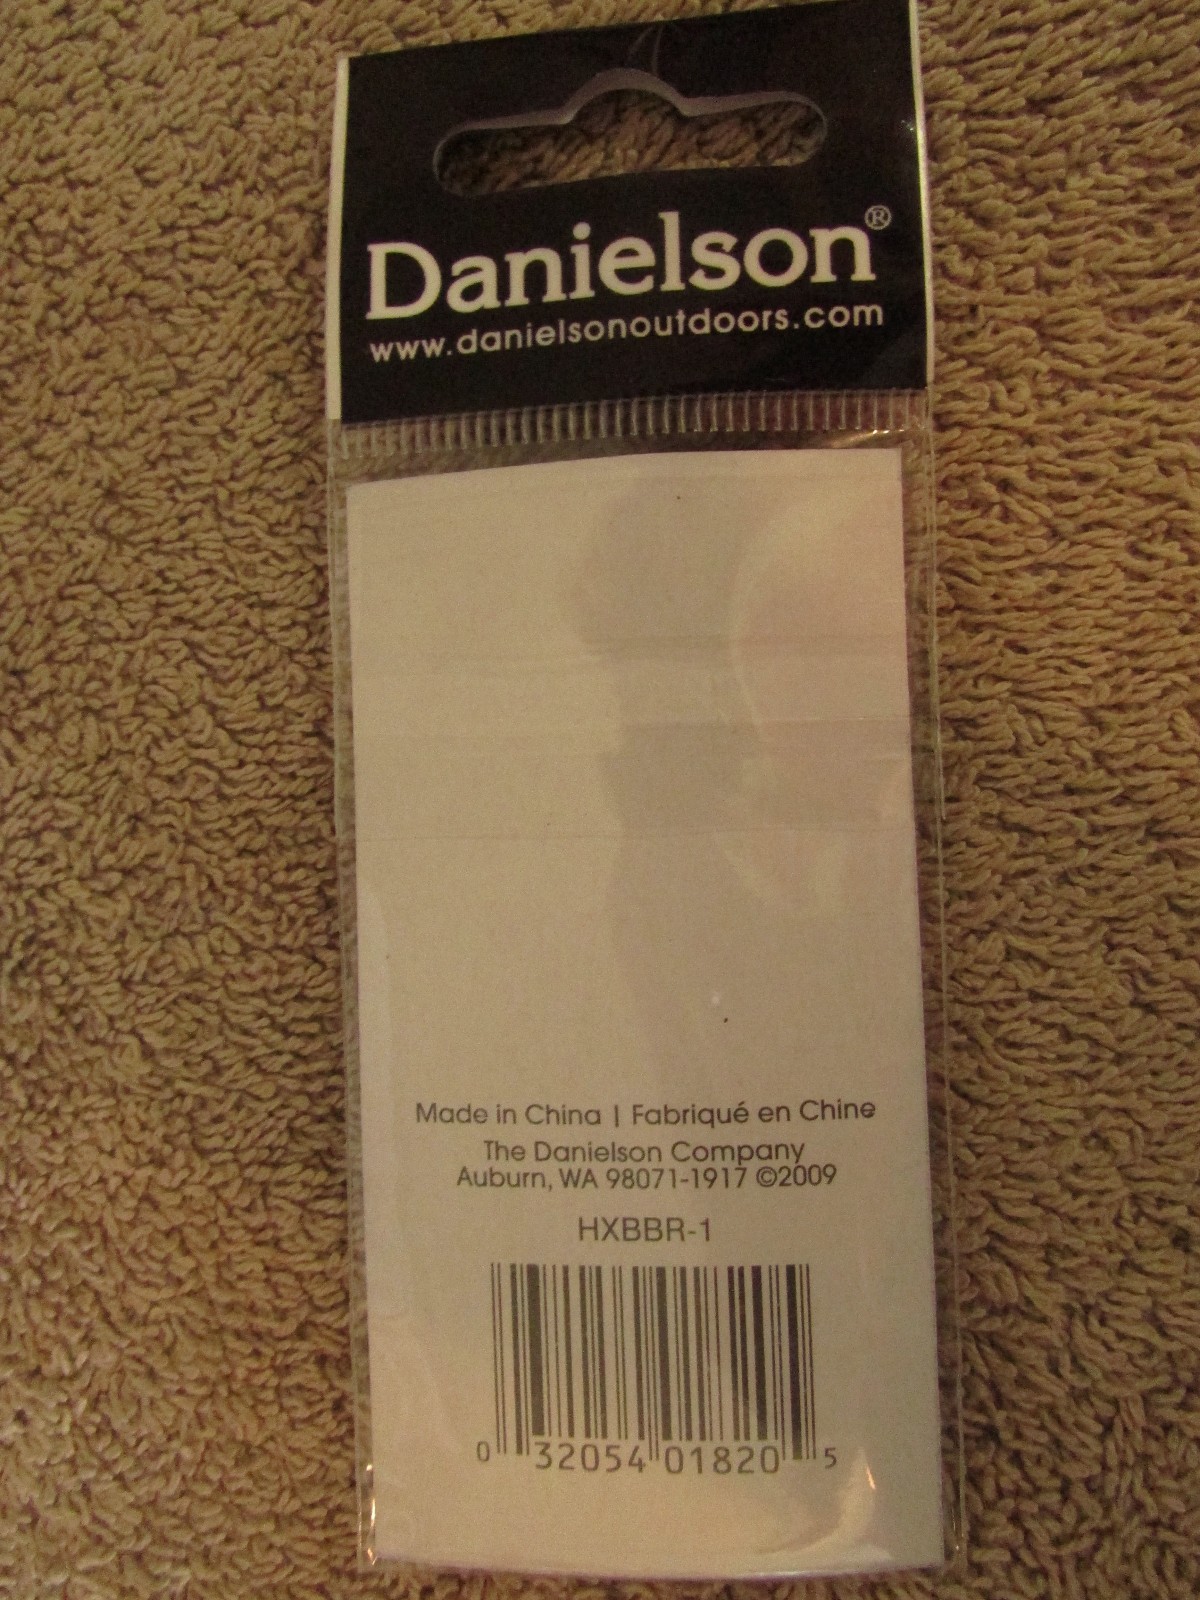 Danielson®
www.danielsonoutdoors.com
Made in China | Fabriqué en Chine
The Danielson Company
Auburn, WA 98071-1917 ©2009
HXBBR-1
0 32054 01820 5